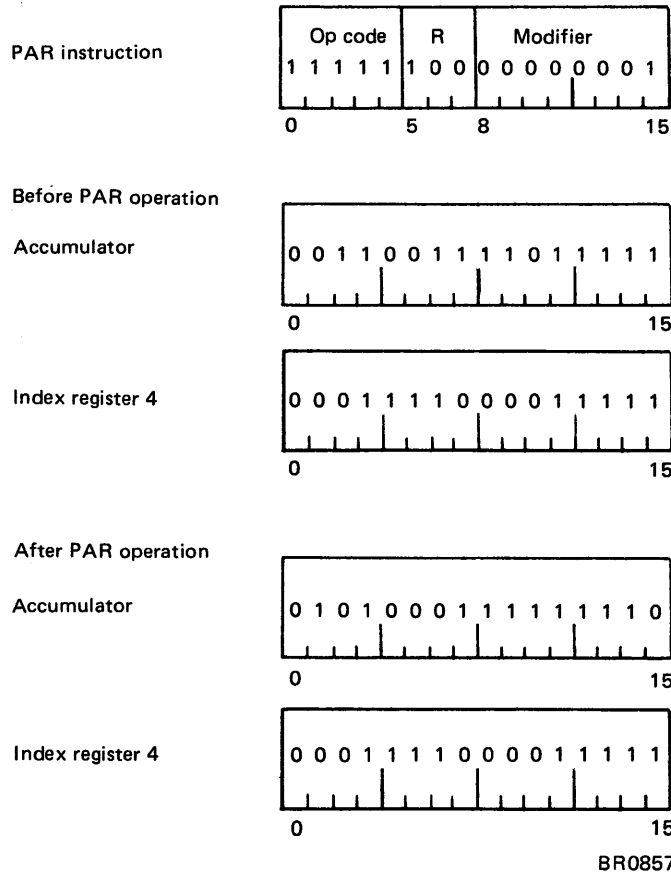 Op code R Modifier
PAR instruction
1 1 1 1 1 1 0 0 0 0 0 0 0 0 0 1
0 5 8 15
Before PAR operation
Accumulator
0 0 1 1 0 0 1 1 1 1 0 1 1 1 1 1
0 15
Index register 4
0 0 0 1 1 1 1 0 0 0 0 1 1 1 1 1
0 15
After PAR operation
Accumulator
0 1 0 1 0 0 0 1 1 1 1 1 1 1 1 0
0 15
Index register 4
0 0 0 1 1 1 1 0 0 0 0 1 1 1 1 1
0 15
BR0857